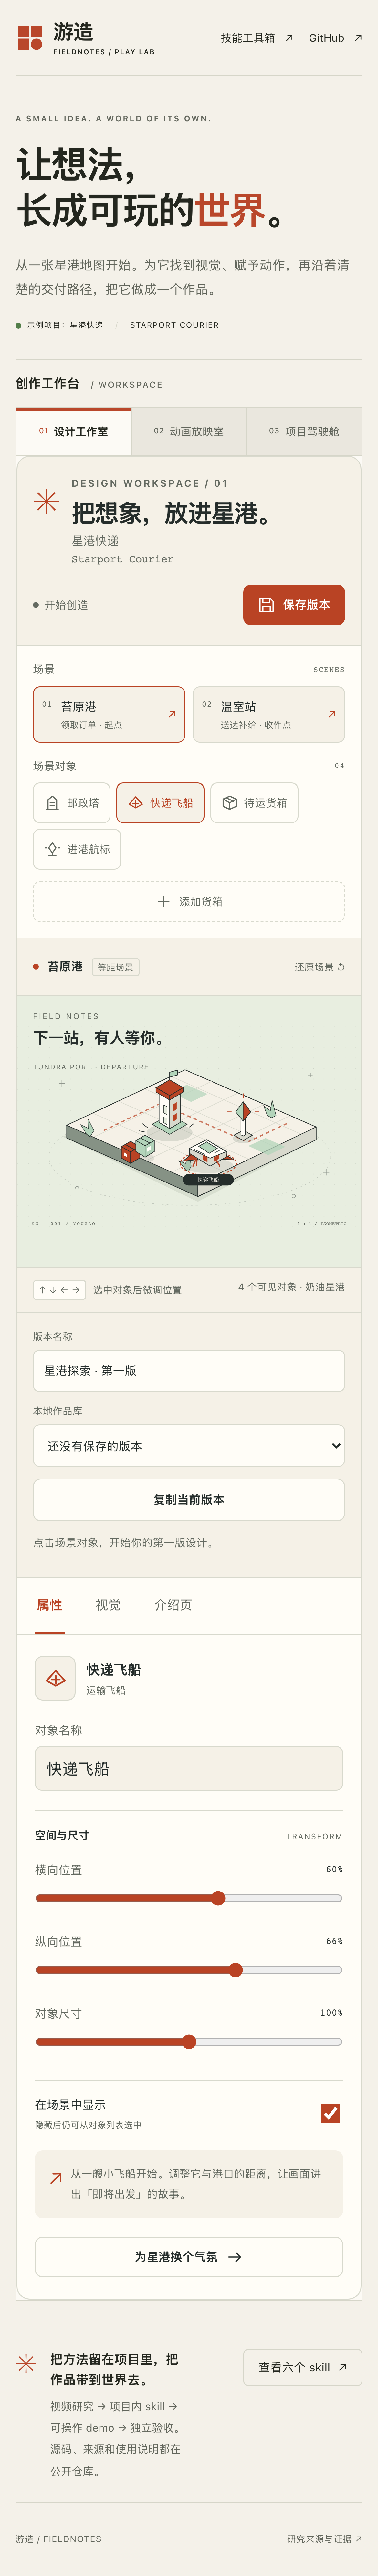 游造
FIELDNOTES / PLAY LAB
技能工具箱 ↗ GitHub ↗
A SMALL IDEA. A WORLD OF ITS OWN.
让想法，
长成可玩的世界。
从一张星港地图开始。为它找到视觉、赋予动作，再沿着清
楚的交付路径，把它做成一个作品。
示例项目：星港快递 / STARPORT COURIER
创作工作台 / WORKSPACE
01 设计工作室
02 动画放映室
03 项目驾驶舱
DESIGN WORKSPACE / 01
把想象，放进星港。
星港快递
Starport Courier
开始创造
保存版本
场景 SCENES
01 苔原港 ↗
领取订单 · 起点
02 温室站 ↗
送达补给 · 收件点
场景对象 04
邮政塔
快递飞船
待运货箱
进港航标
添加货箱
苔原港 等距场景 还原场景
FIELD NOTES
下一站，有人等你。
TUNDRA PORT · DEPARTURE
快递飞船
SC — 001 / YOUZAO
1 : 1 / ISOMETRIC
↑ ↓ ← → 选中对象后微调位置
4 个可见对象 · 奶油星港
版本名称
星港探索 · 第一版
本地作品库
还没有保存的版本
复制当前版本
点击场景对象，开始你的第一版设计。
属性 视觉 介绍页
快递飞船
运输飞船
对象名称
快递飞船
空间与尺寸 TRANSFORM
横向位置 60%
纵向位置 66%
对象尺寸 100%
在场景中显示
隐藏后仍可从对象列表选中
↗ 从一艘小飞船开始。调整它与港口的距离，让画面讲
出「即将出发」的故事。
为星港换个气氛 →
把方法留在项目里，把
作品带到世界去。
查看六个 skill ↗
视频研究 → 项目内 skill →
可操作 demo → 独立验收。
源码、来源和使用说明都在
公开仓库。
游造 / FIELDNOTES
研究来源与证据 ↗